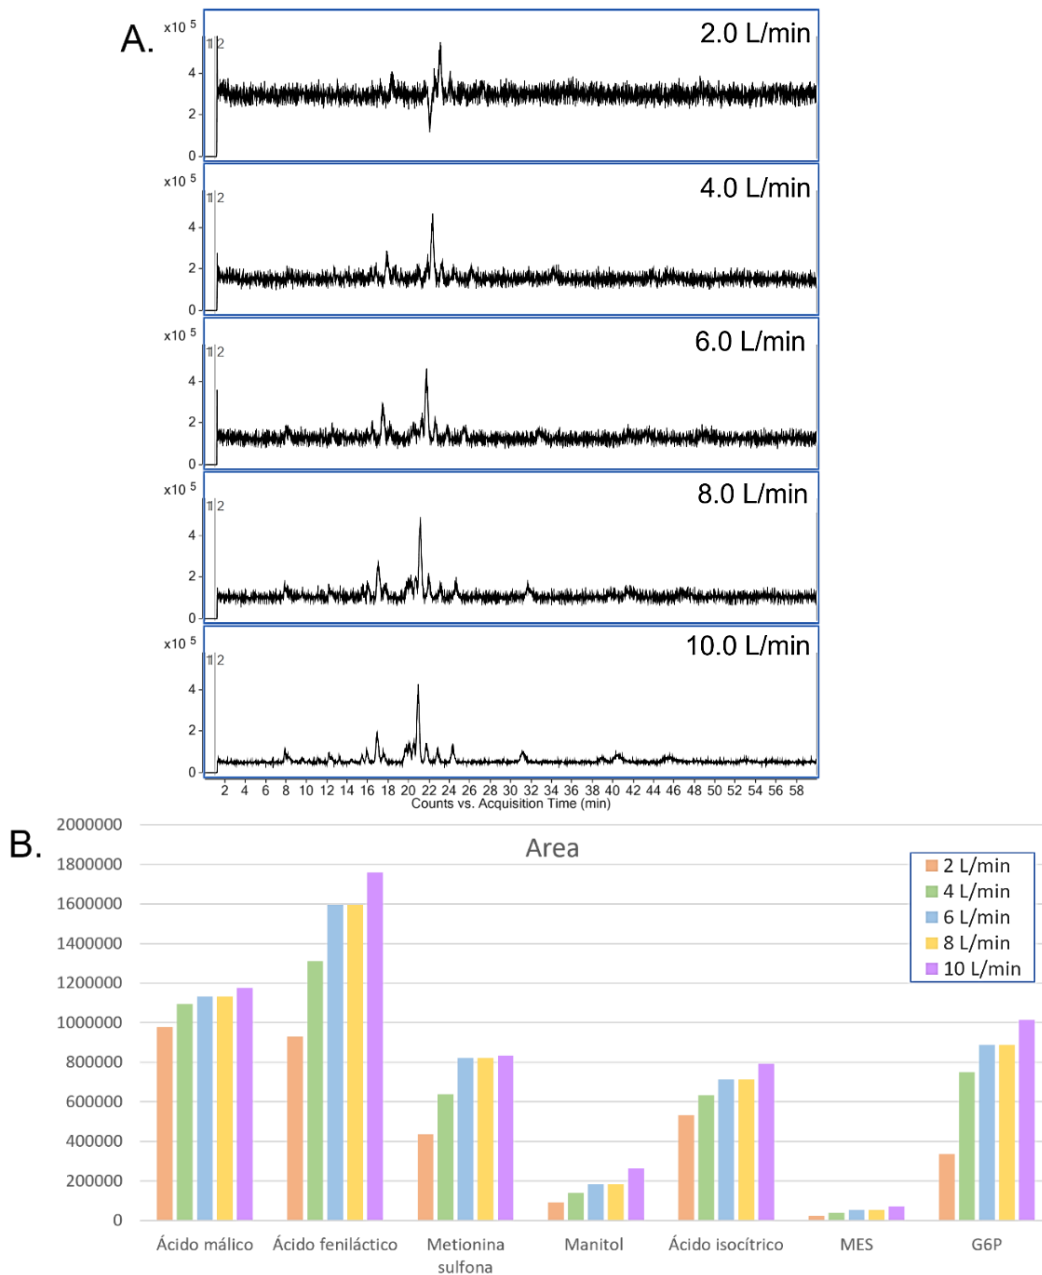 A.
x10 5
2.0 L/min
1 2
4
2
0
x10 5
4.0 L/min
1 2
4
2
0
x10 5
6.0 L/min
1 2
4
2
0
x10 5
8.0 L/min
1 2
4
2
0
x10 5
10.0 L/min
1 2
4
2
0
2 4 6 8 10 12 14 16 18 20 22 24 26 28 30 32 34 36 38 40 42 44 46 48 50 52 54 56 58
Counts vs. Acquisition Time (min)
B.
Area
2000000
1800000
1600000
1400000
1200000
1000000
800000
600000
400000
200000
0
2 L/min
4 L/min
6 L/min
8 L/min
10 L/min
Ácido málico
Ácido feniláctico
Metionina
sulfona
Manitol
Ácido isocítrico
MES
G6P